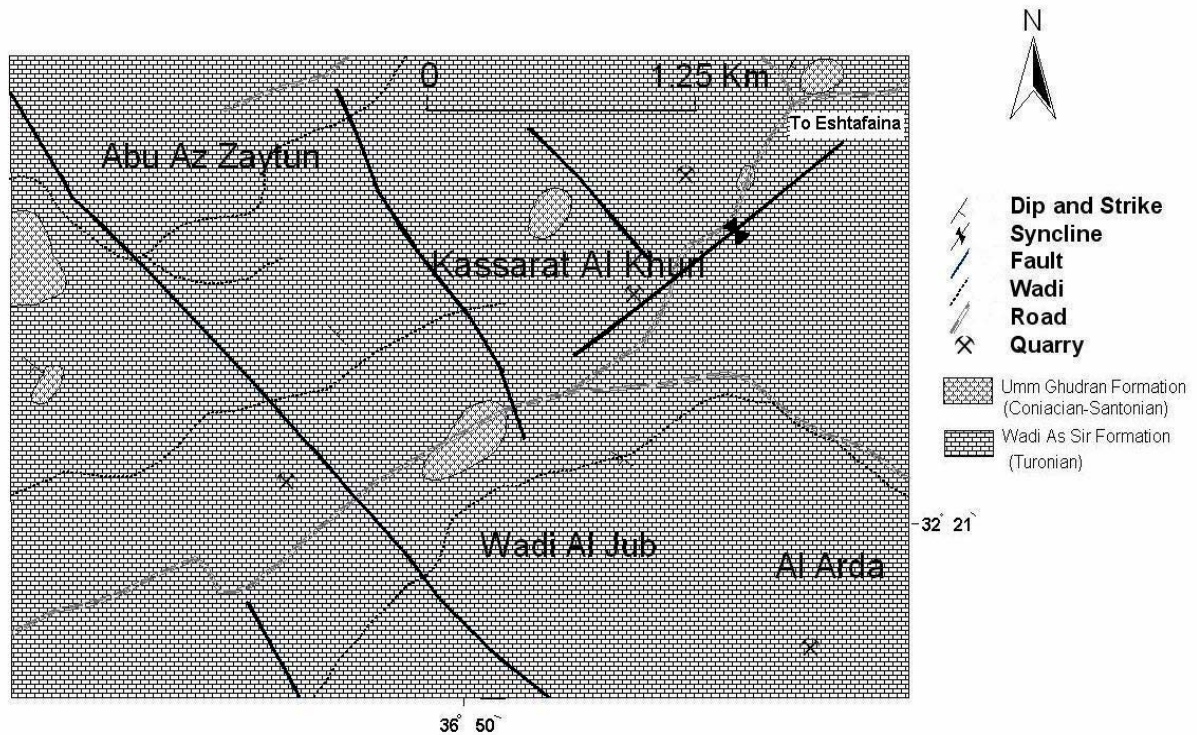 N
0 1.25 Km
To Eshtafaina
Abu Az Zaytun
Kassarat Al Khuri
Wadi Al Jub
Al Arda
32° 21`
36° 50`
Dip and Strike
Syncline
Fault
Wadi
Road
Quarry
Umm Ghudran Formation
(Coniacian-Santonian)
Wadi As Sir Formation
(Turonian)